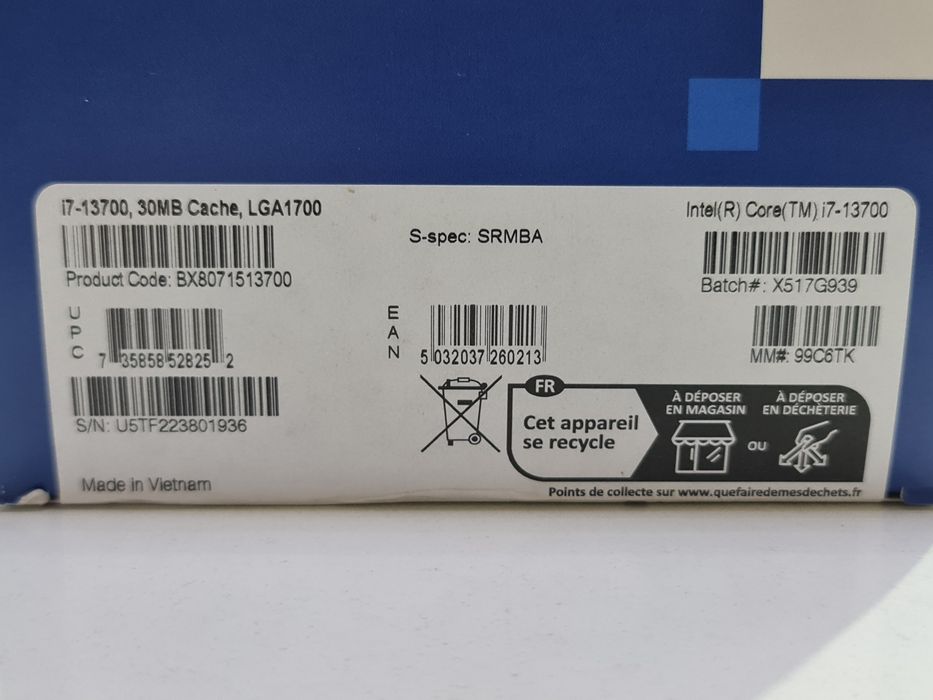 i7-13700, 30MB Cache, LGA1700
Intel(R) Core(TM) i7-13700
S-spec: SRMBA
Product Code: BX8071513700
Batch#: X517G939
UPC
7 35858 52825 2
EAN
5 032037 260213
MM#: 99C6TK
S/N: U5TF223801936
FR
Cet appareil
se recycle
À DÉPOSER
EN MAGASIN
OU
À DÉPOSER
EN DÉCHÈTERIE
Points de collecte sur www.quefairedemesdechets.fr
Made in Vietnam